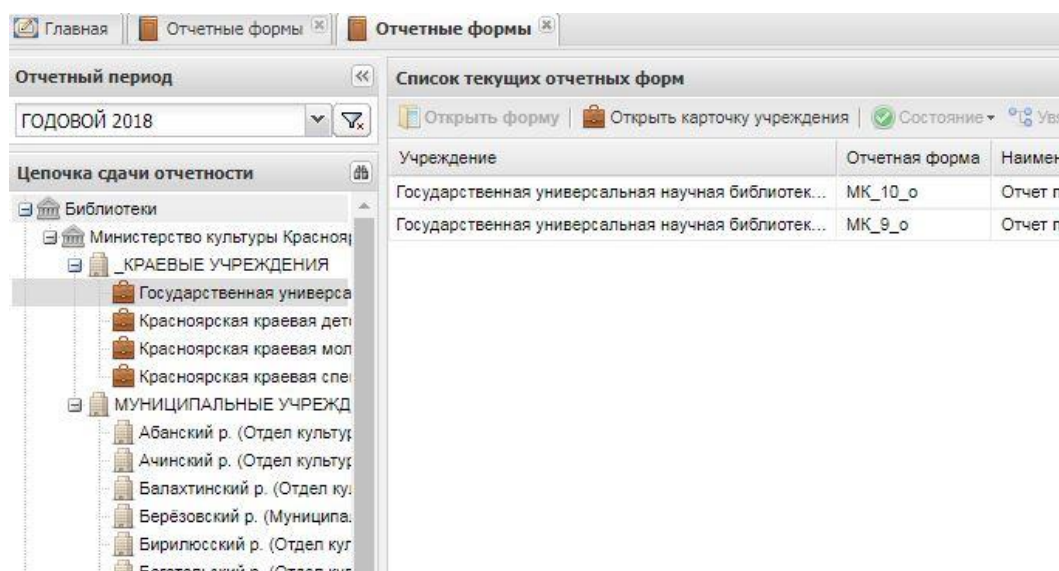 Главная Отчетные формы Отчетные формы
Отчетный период
ГОДОВОЙ 2018
Цепочка сдачи отчетности
Библиотеки
Министерство культуры Краснояр
_КРАЕВЫЕ УЧРЕЖДЕНИЯ
Государственная универса
Красноярская краевая дет
Красноярская краевая мол
Красноярская краевая спе
МУНИЦИПАЛЬНЫЕ УЧРЕЖД
Абанский р. (Отдел культур
Ачинский р. (Отдел культур
Балахтинский р. (Отдел ку
Берёзовский р. (Муниципа
Бирилюсский р. (Отдел кул
Список текущих отчетных форм
Открыть форму Открыть карточку учреждения Состояние Увя
Учреждение Отчетная форма Наимен
Государственная универсальная научная библиотек... МК_10_о Отчет п
Государственная универсальная научная библиотек... МК_9_о Отчет п